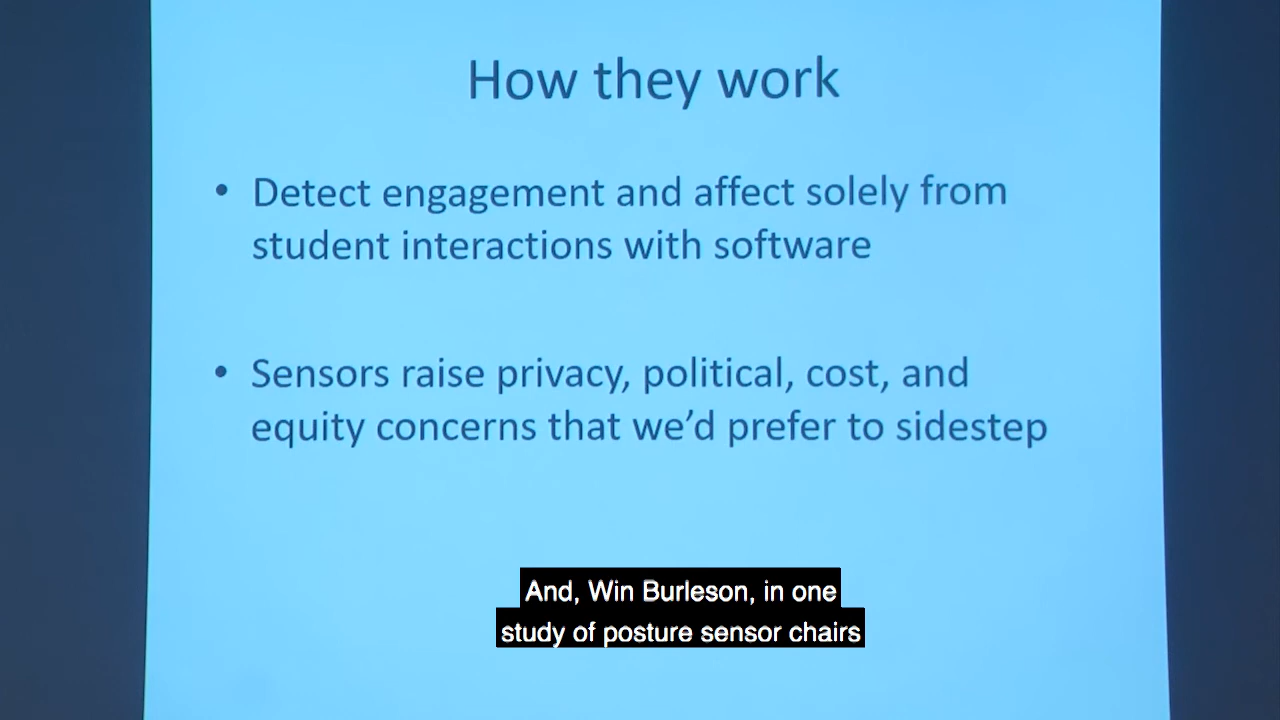 How they work
• Detect engagement and affect solely from
student interactions with software
• Sensors raise privacy, political, cost, and
equity concerns that we'd prefer to sidestep
And, Win Burleson, in one
study of posture sensor chairs